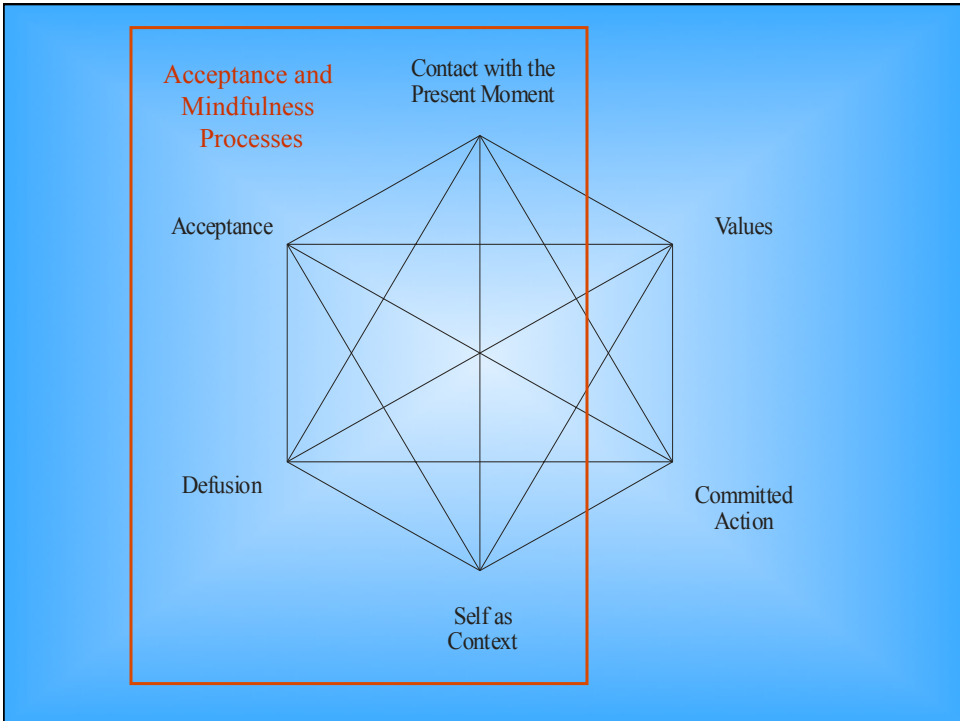 Acceptance and
Mindfulness
Processes
Contact with the
Present Moment
Acceptance
Values
Defusion
Committed
Action
Self as
Context